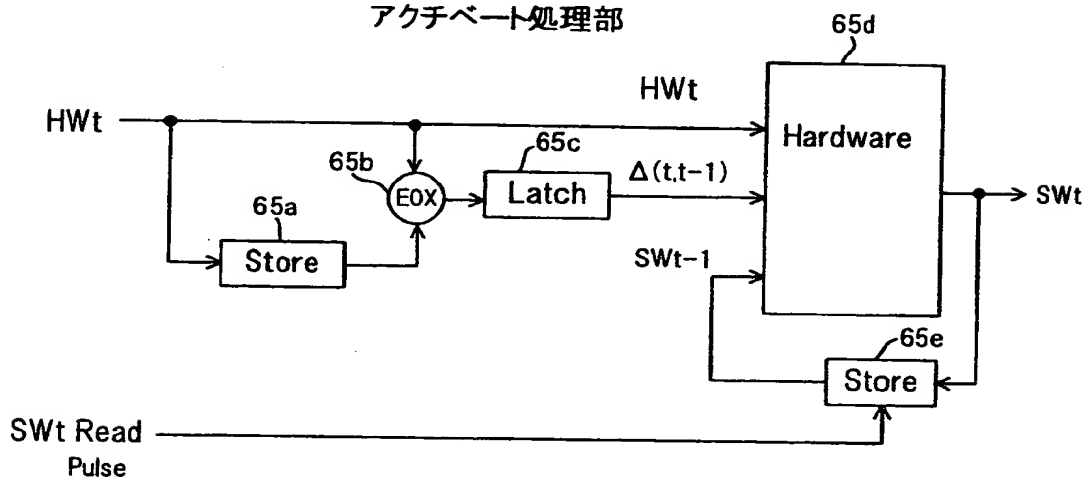 アクチベート処理部
65d
HWt
HWt
Hardware
65b
EOX
65c
Latch
Δ(t,t-1)
SWt
65a
Store
SWt-1
65e
Store
SWt Read
Pulse